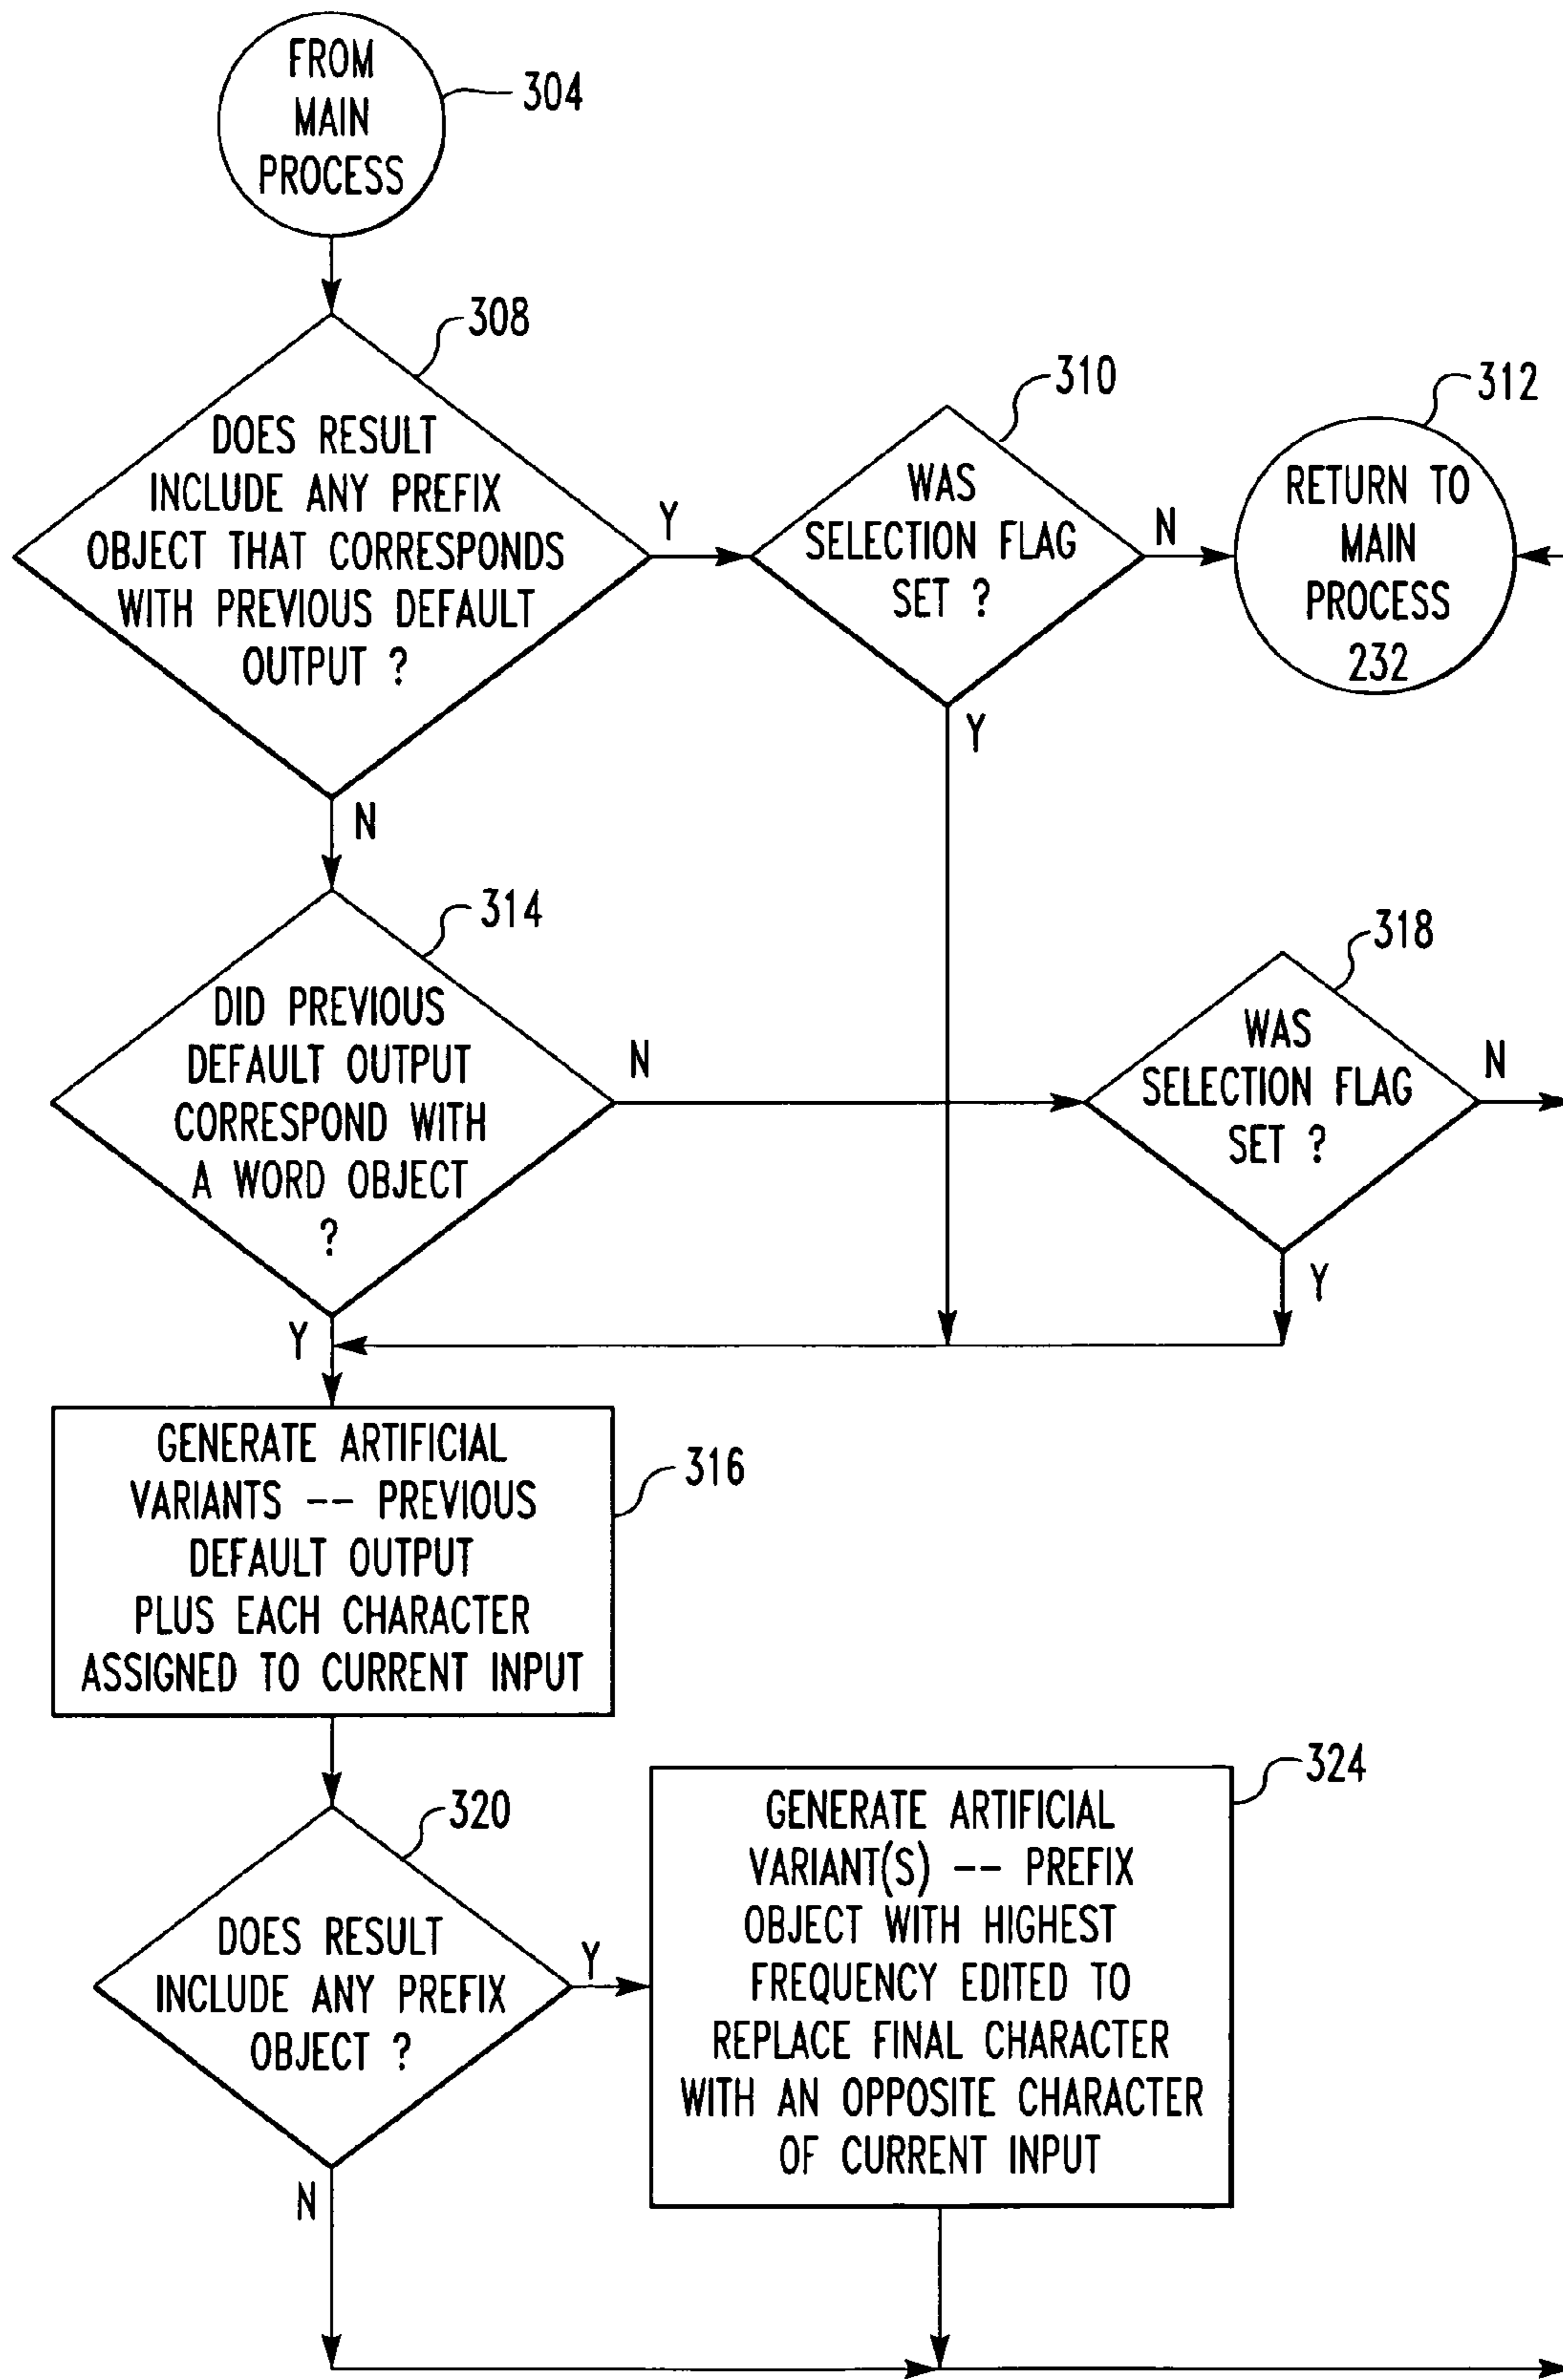 FROM
MAIN
PROCESS
304
308
DOES RESULT
INCLUDE ANY PREFIX
OBJECT THAT CORRESPONDS
WITH PREVIOUS DEFAULT
OUTPUT ?
Y
N
310
WAS
SELECTION FLAG
SET ?
N
Y
312
RETURN TO
MAIN
PROCESS
232
314
DID PREVIOUS
DEFAULT OUTPUT
CORRESPOND WITH
A WORD OBJECT
?
N
Y
318
WAS
SELECTION FLAG
SET ?
N
Y
316
GENERATE ARTIFICIAL
VARIANTS -- PREVIOUS
DEFAULT OUTPUT
PLUS EACH CHARACTER
ASSIGNED TO CURRENT INPUT
320
DOES RESULT
INCLUDE ANY PREFIX
OBJECT ?
Y
N
324
GENERATE ARTIFICIAL
VARIANT(S) -- PREFIX
OBJECT WITH HIGHEST
FREQUENCY EDITED TO
REPLACE FINAL CHARACTER
WITH AN OPPOSITE CHARACTER
OF CURRENT INPUT